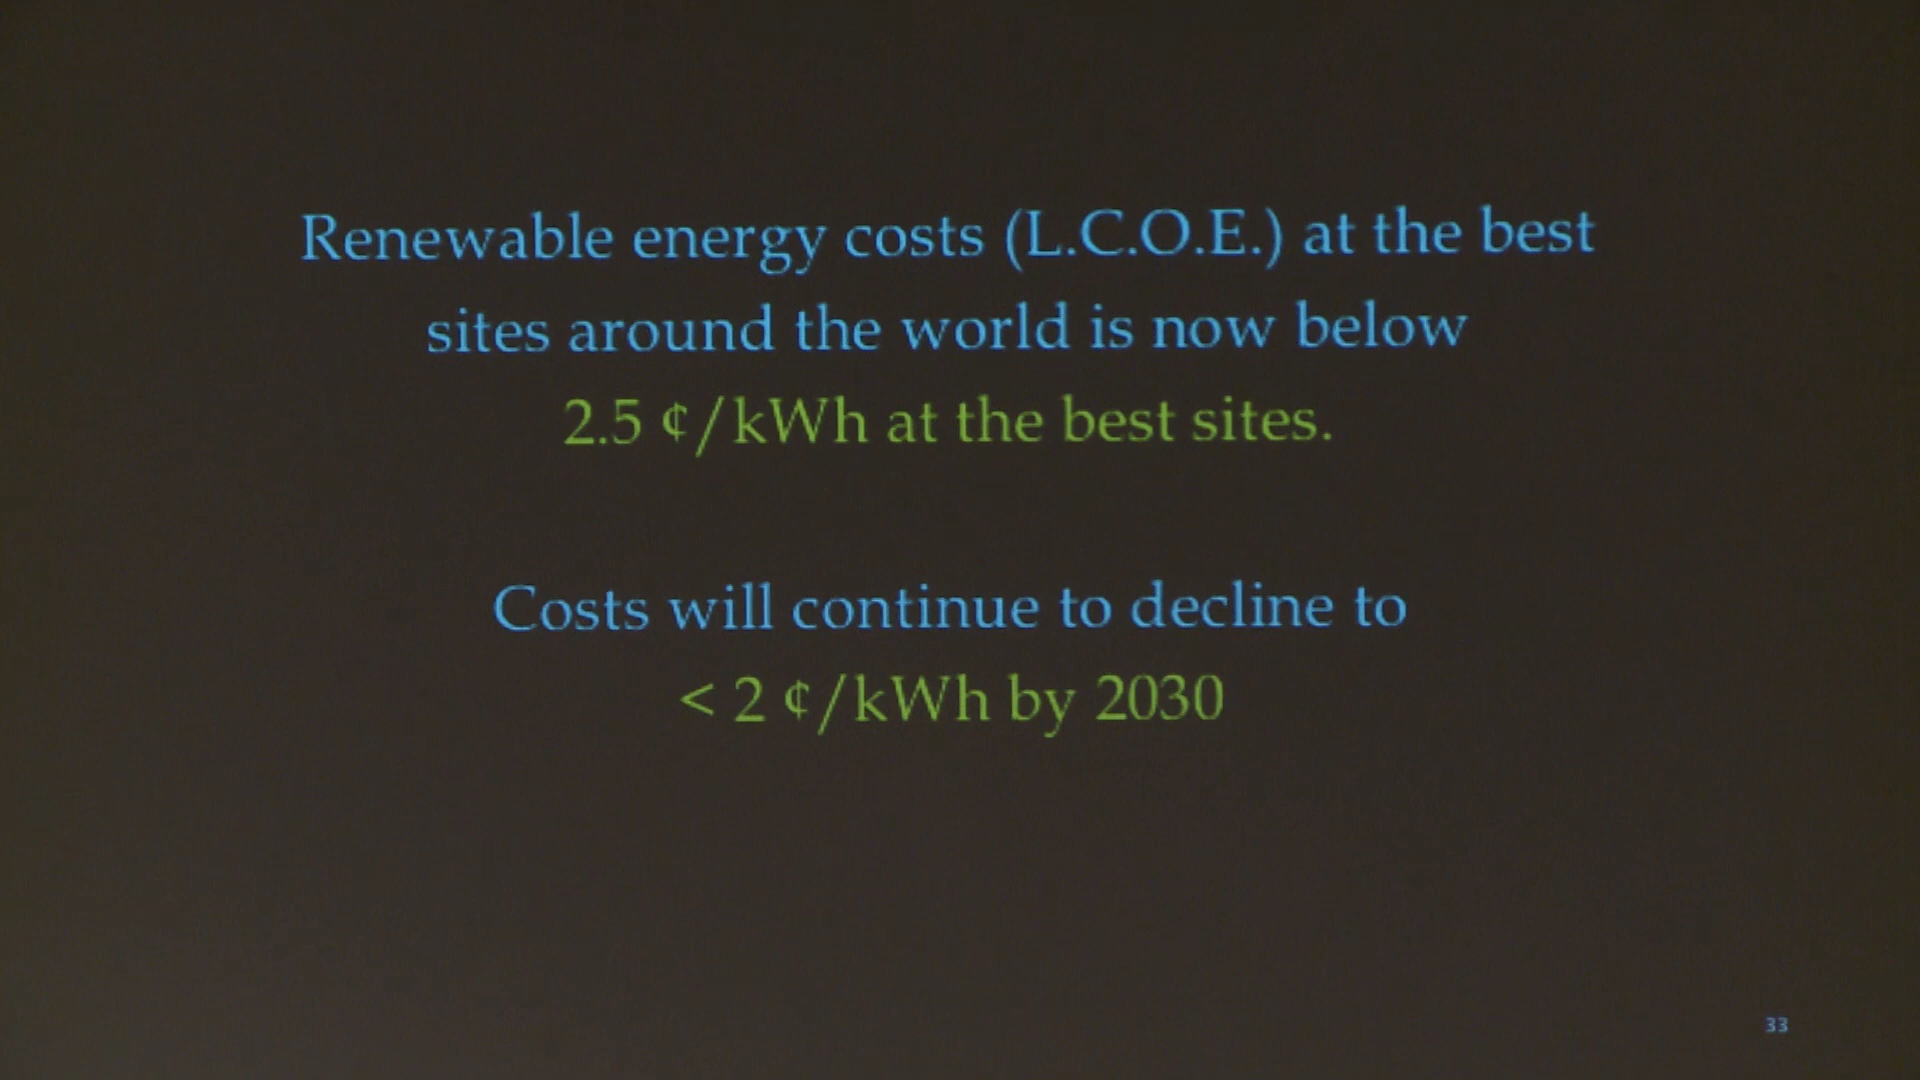 Renewable energy costs (L.C.O.E.) at the best
sites around the world is now below
2.5 ¢/kWh at the best sites.
Costs will continue to decline to
< 2 ¢/kWh by 2030
33